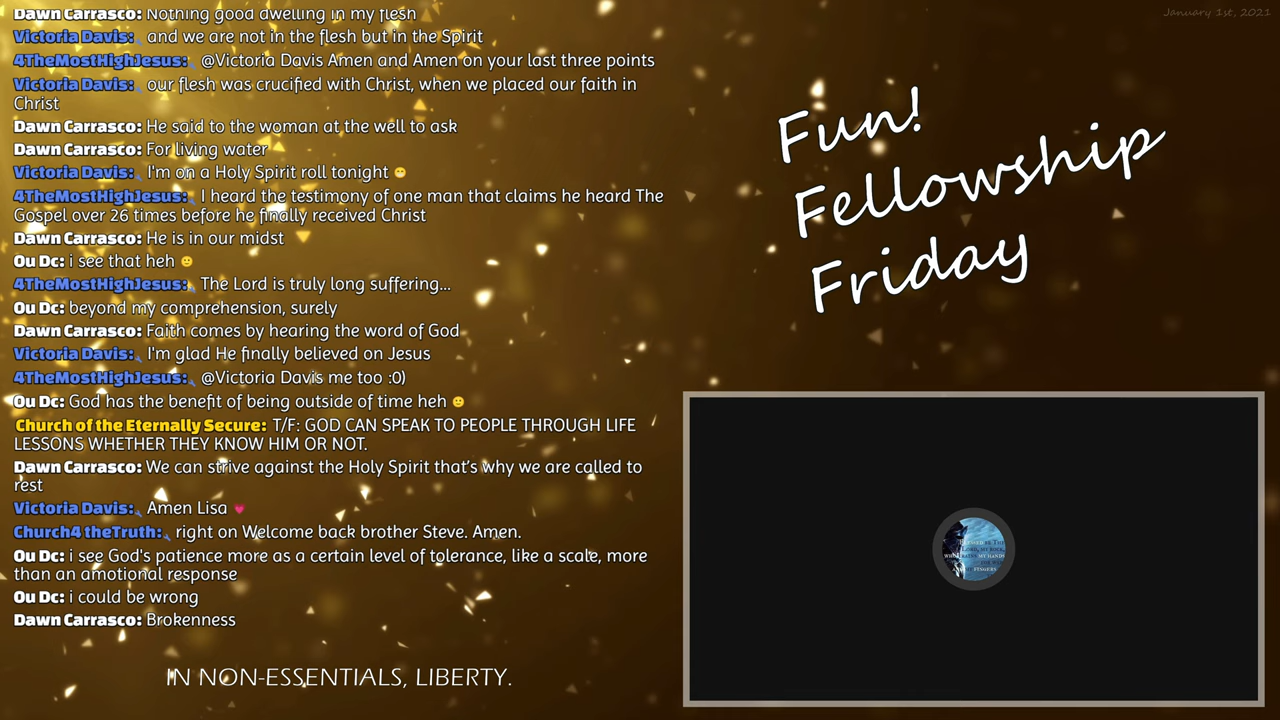 Dawn Carrasco: Nothing good dwelling in my flesh
Victoria Davis: and we are not in the flesh but in the Spirit
4TheMostHighJesus: @Victoria Davis Amen and Amen on your last three points
Victoria Davis: our flesh was crucified with Christ, when we placed our faith in
Christ
Dawn Carrasco: He said to the woman at the well to ask
Dawn Carrasco: For living water
Victoria Davis: I'm on a Holy Spirit roll tonight 😁
4TheMostHighJesus: I heard the testimony of one man that claims he heard The
Gospel over 26 times before he finally received Christ
Dawn Carrasco: He is in our midst
Ou Dc: i see that heh 🙂
4TheMostHighJesus: The Lord is truly long suffering...
Ou Dc: beyond my comprehension, surely
Dawn Carrasco: Faith comes by hearing the word of God
Victoria Davis: I'm glad He finally believed on Jesus
4TheMostHighJesus: @Victoria Davis me too :0)
Ou Dc: God has the benefit of being outside of time heh 🙂
Church of the Eternally Secure: T/F: GOD CAN SPEAK TO PEOPLE THROUGH LIFE
LESSONS WHETHER THEY KNOW HIM OR NOT.
Dawn Carrasco: We can strive against the Holy Spirit that's why we are called to
rest
Victoria Davis: Amen Lisa 💗
Church4 theTruth: right on Welcome back brother Steve. Amen.
Ou Dc: i see God's patience more as a certain level of tolerance, like a scale, more
than an amotional response
Ou Dc: i could be wrong
Dawn Carrasco: Brokenness
IN NON-ESSENTIALS, LIBERTY.
January 1st, 2021
Fun!
Fellowship
Friday